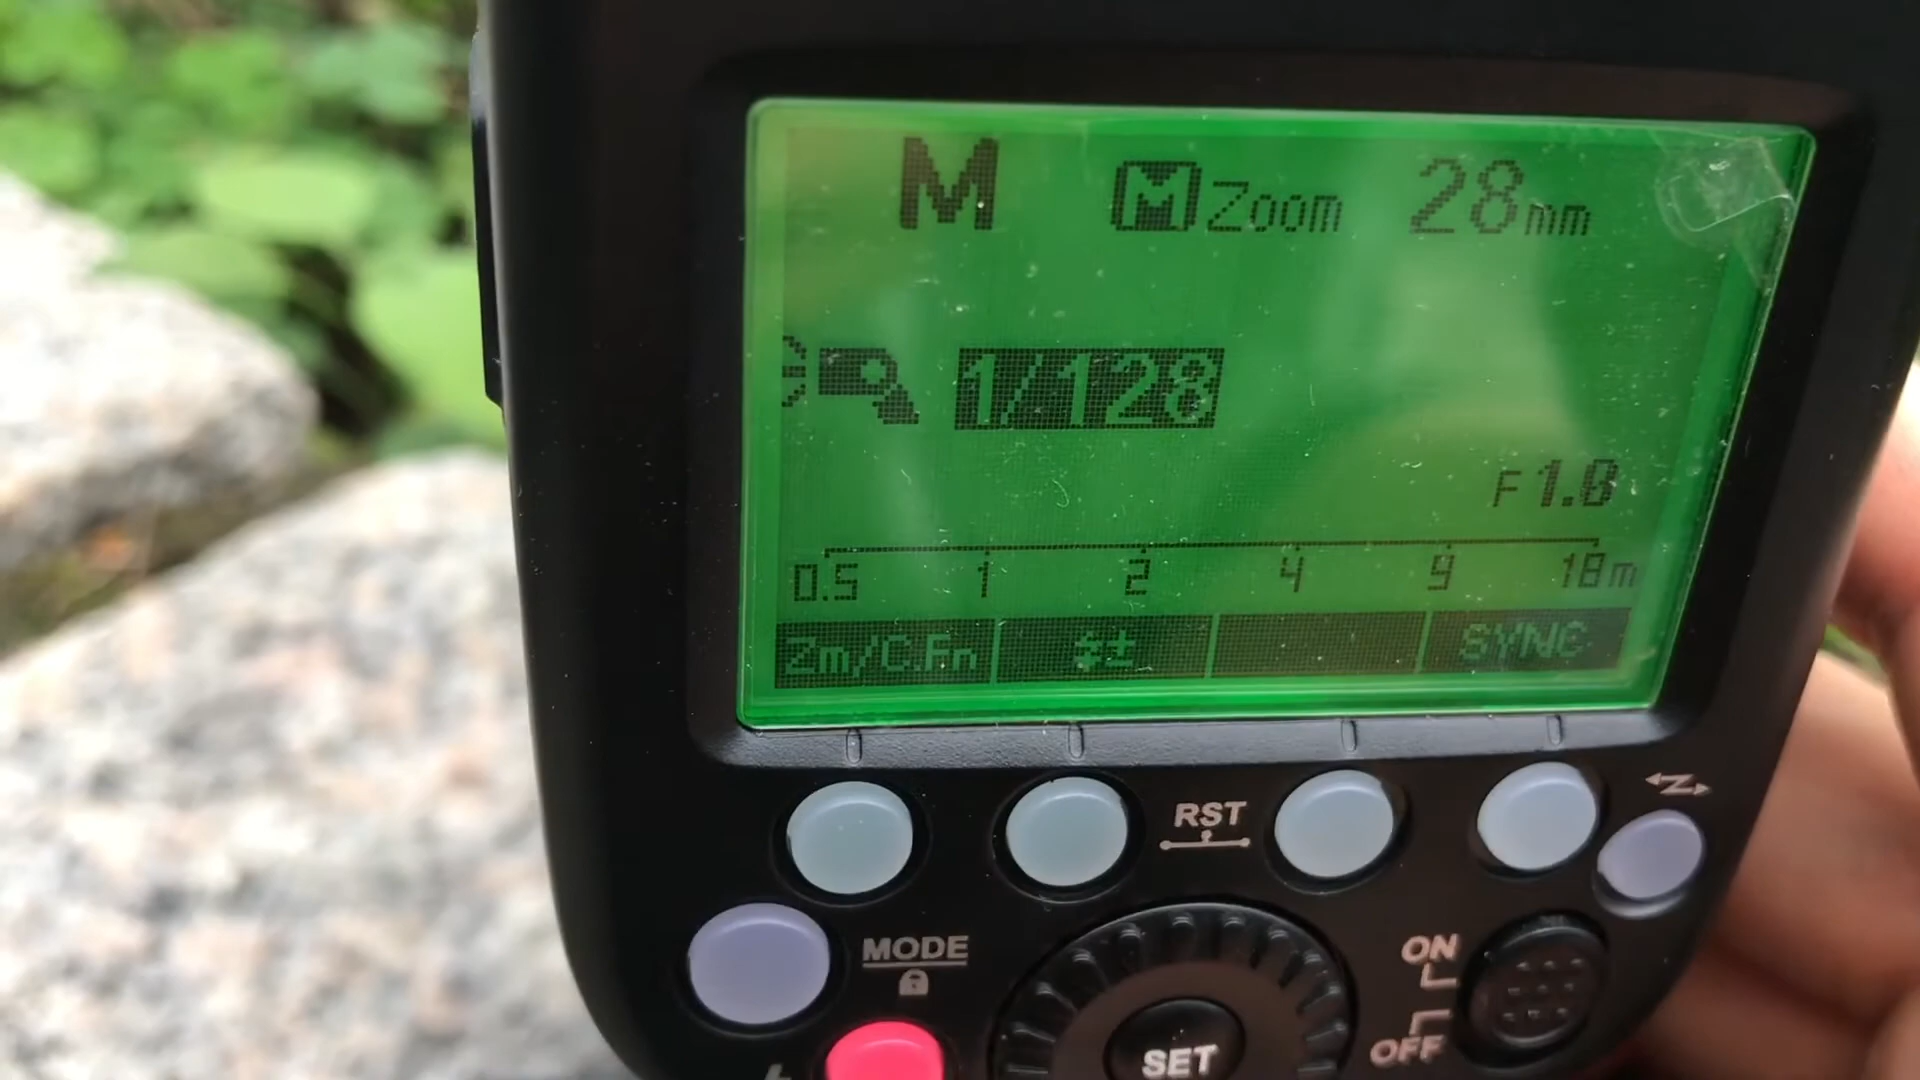 M M Zoom 28mm
1/128
F1.8
0.5 1 2 4 9 18m
Zm/C.Fn ± SYNC
RST
MODE
ON
OFF
SET